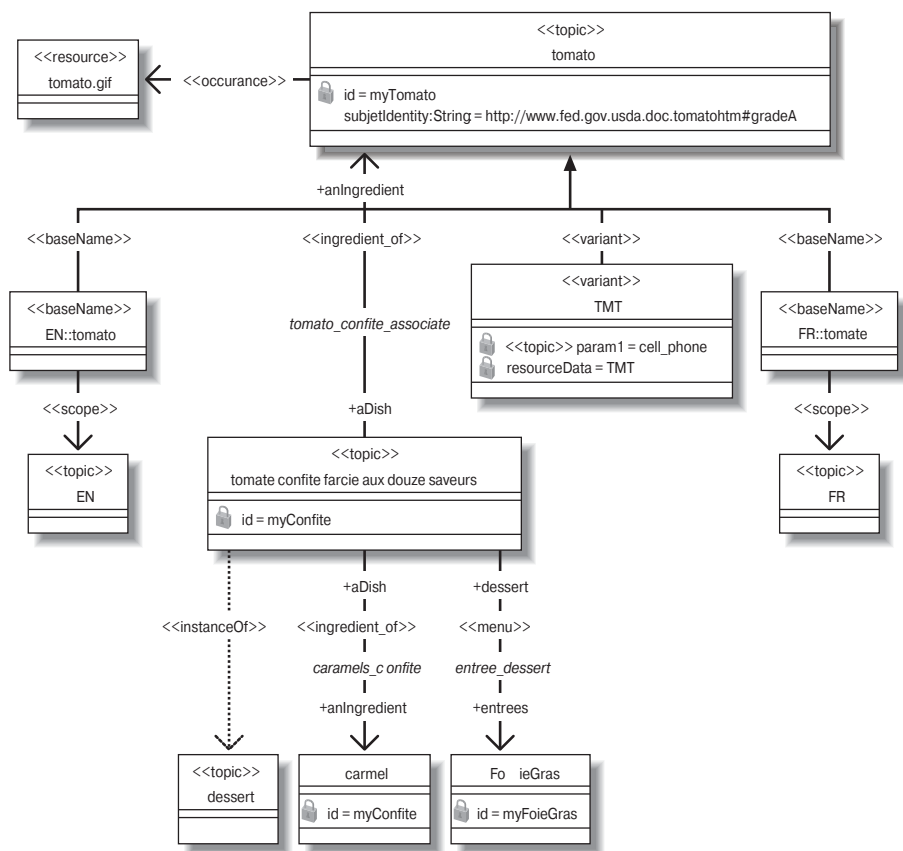 <<topic>>
tomato
id = myTomato
subjetIdentity:String: = http://www.fed.gov.usda.doc.tomatohtm#gradeA
<<resource>>
tomato.gif
<<occurance>>
+anIngredient
<<baseName>>
<<ingredient_of>>
<<variant>>
<<baseName>>
<<baseName>>
EN::tomato
<<variant>>
TMT
<<topic>> param1 = cell_phone
resourceData = TMT
<<baseName>>
FR::tomate
tomato_confite_associate
<<scope>>
+aDish
<<scope>>
<<topic>>
EN
<<topic>>
tomate confite farcie aux douze saveurs
id = myConfite
<<topic>>
FR
<<instanceOf>>
+aDish
<<ingredient_of>>
caramels_c onfite
+anIngredient
+dessert
<<menu>>
entree_dessert
+entrees
<<topic>>
dessert
carmel
id = myConfite
Fo ieGras
id = myFoieGras